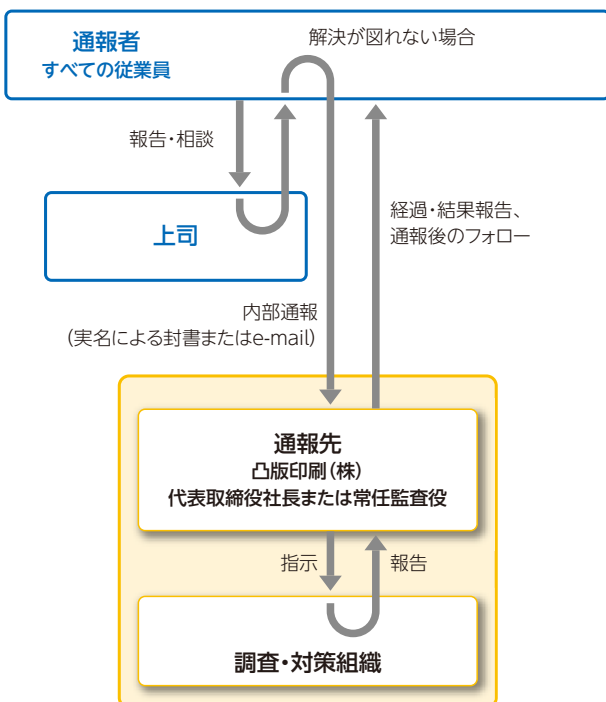 通報者
すべての従業員
解決が図れない場合
報告・相談
上司
経過・結果報告、
通報後のフォロー
内部通報
（実名による封書またはe-mail）
通報先
凸版印刷（株）
代表取締役社長または常任監査役
指示
報告
調査・対策組織